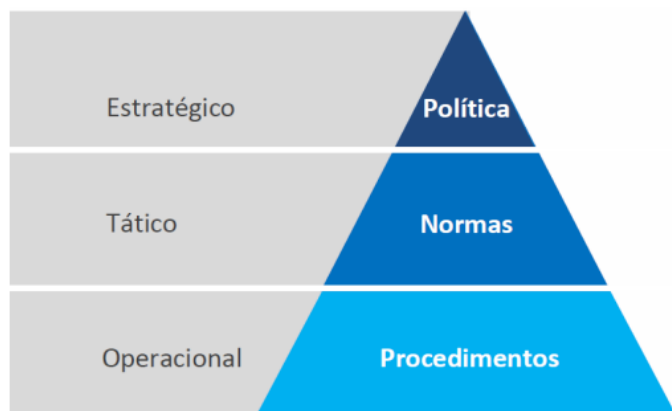 Estratégico Política
Tático Normas
Operacional Procedimentos